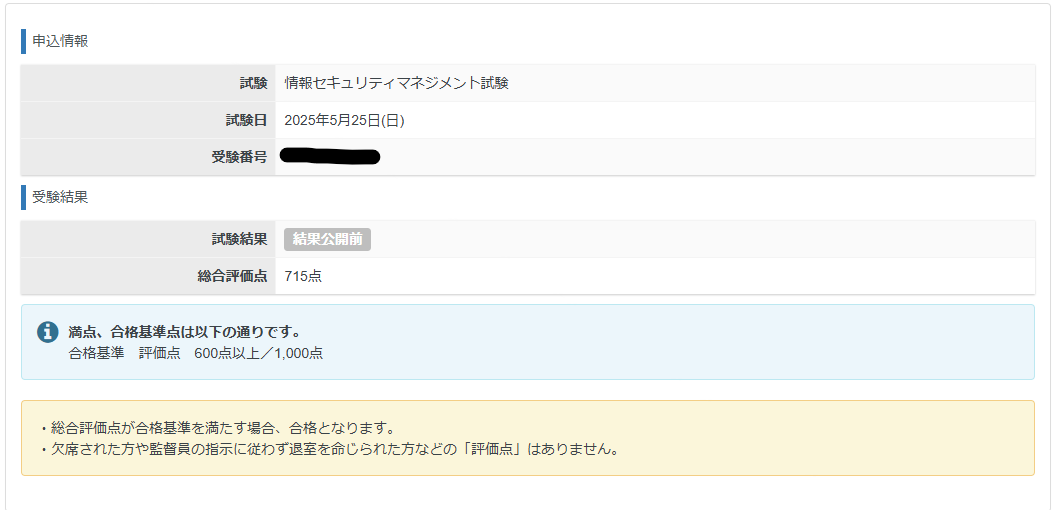 申込情報
試験 情報セキュリティマネジメント試験
試験日 2025年5月25日(日)
受験番号
受験結果
試験結果 結果公開前
総合評価点 715点
満点、合格基準点は以下の通りです。
合格基準　評価点　600点以上／1,000点
・総合評価点が合格基準を満たす場合、合格となります。
・欠席された方や監督員の指示に従わず退室を命じられた方などの「評価点」はありません。